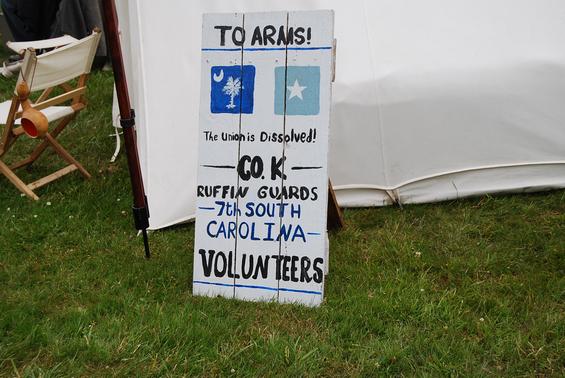 TO ARMS!
The Union is Dissolved!
CO. K
RUFFIN GUARDS
7th SOUTH
CAROLINA
VOLUNTEERS